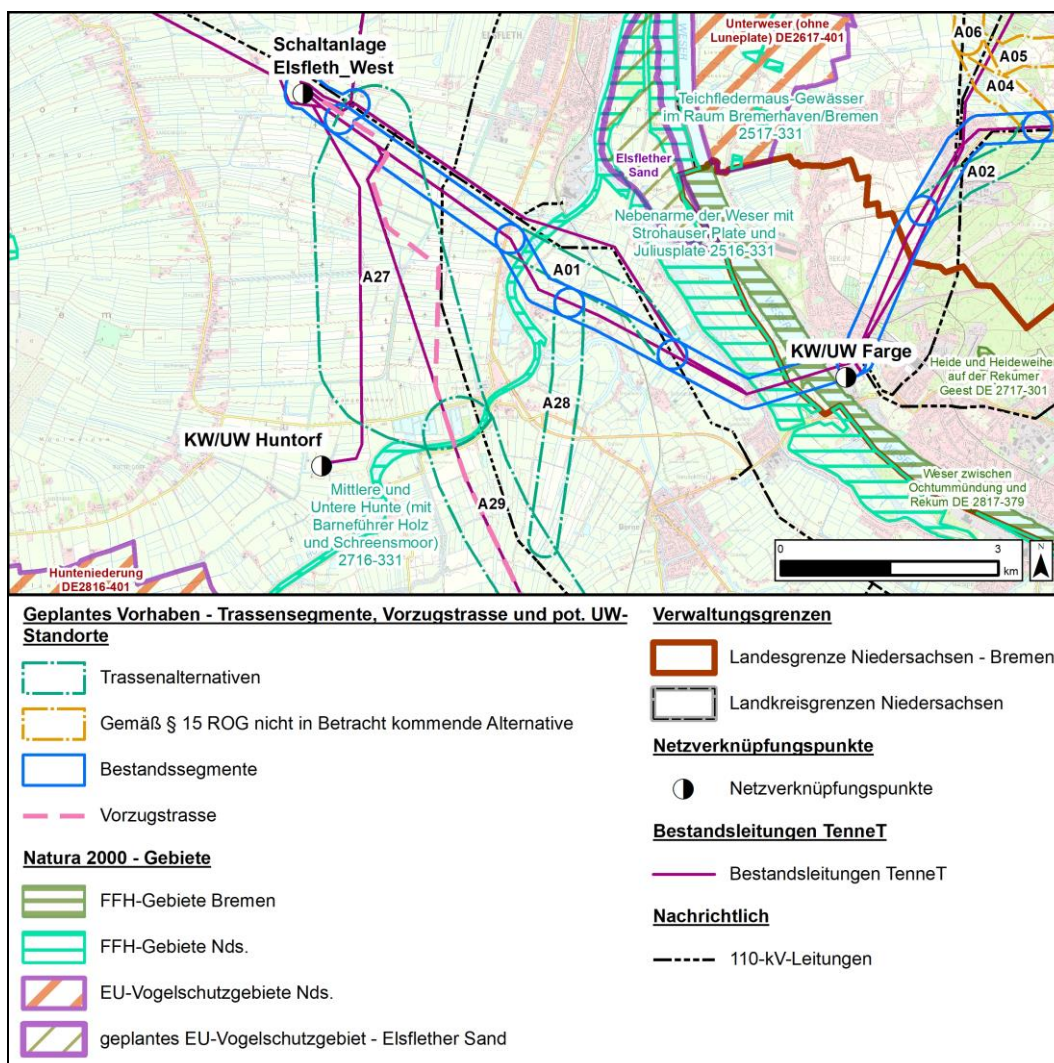 Schaltanlage
Elsfleth_West
ELSFLETH
Unterweser (ohne
Luneplate) DE2617-401
A06
A05
A04
Teichfledermaus-Gewässer
im Raum Bremerhaven/Bremen
2517-331
Elsflether
Sand
A02
Nebenarme der Weser mit
Strohauser Plate und
Juliusplate 2516-331
A27
A01
KW/UW Farge
Heide und Heideweiher
auf der Rekumer
Geest DE 2717-301
A28
KW/UW Huntorf
Mittlere und
Untere Hunte (mit
Barneführer Holz
und Schreensmoor)
2716-331
A29
Weser zwischen
Ochtummündung und
Rekum DE 2817-379
Berne
Hunteniederung
DE2816-401
0 3
km
N
Geplantes Vorhaben - Trassensegmente, Vorzugstrasse und pot. UW-
Standorte
Trassenalternativen
Gemäß § 15 ROG nicht in Betracht kommende Alternative
Bestandssegmente
Vorzugstrasse
Natura 2000 - Gebiete
FFH-Gebiete Bremen
FFH-Gebiete Nds.
EU-Vogelschutzgebiete Nds.
geplantes EU-Vogelschutzgebiet - Elsflether Sand
Verwaltungsgrenzen
Landesgrenze Niedersachsen - Bremen
Landkreisgrenzen Niedersachsen
Netzverknüpfungspunkte
Netzverknüpfungspunkte
Bestandsleitungen TenneT
Bestandsleitungen TenneT
Nachrichtlich
110-kV-Leitungen